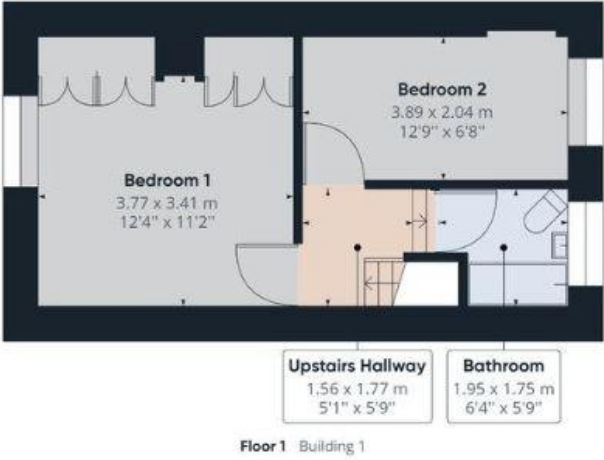 Bedroom 2
3.89 x 2.04 m
12'9" x 6'8"
Bedroom 1
3.77 x 3.41 m
12'4" x 11'2"
Upstairs Hallway
1.56 x 1.77 m
5'1" x 5'9"
Bathroom
1.95 x 1.75 m
6'4" x 5'9"
Floor 1 Building 1